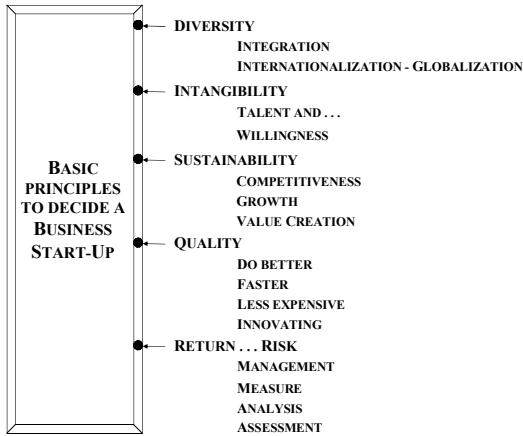 BASIC
PRINCIPLES
TO DECIDE A
BUSINESS
START-UP
DIVERSITY
INTEGRATION
INTERNATIONALIZATION - GLOBALIZATION
INTANGIBILITY
TALENT AND . . .
WILLINGNESS
SUSTAINABILITY
COMPETITIVENESS
GROWTH
VALUE CREATION
QUALITY
DO BETTER
FASTER
LESS EXPENSIVE
INNOVATING
RETURN . . . RISK
MANAGEMENT
MEASURE
ANALYSIS
ASSESSMENT